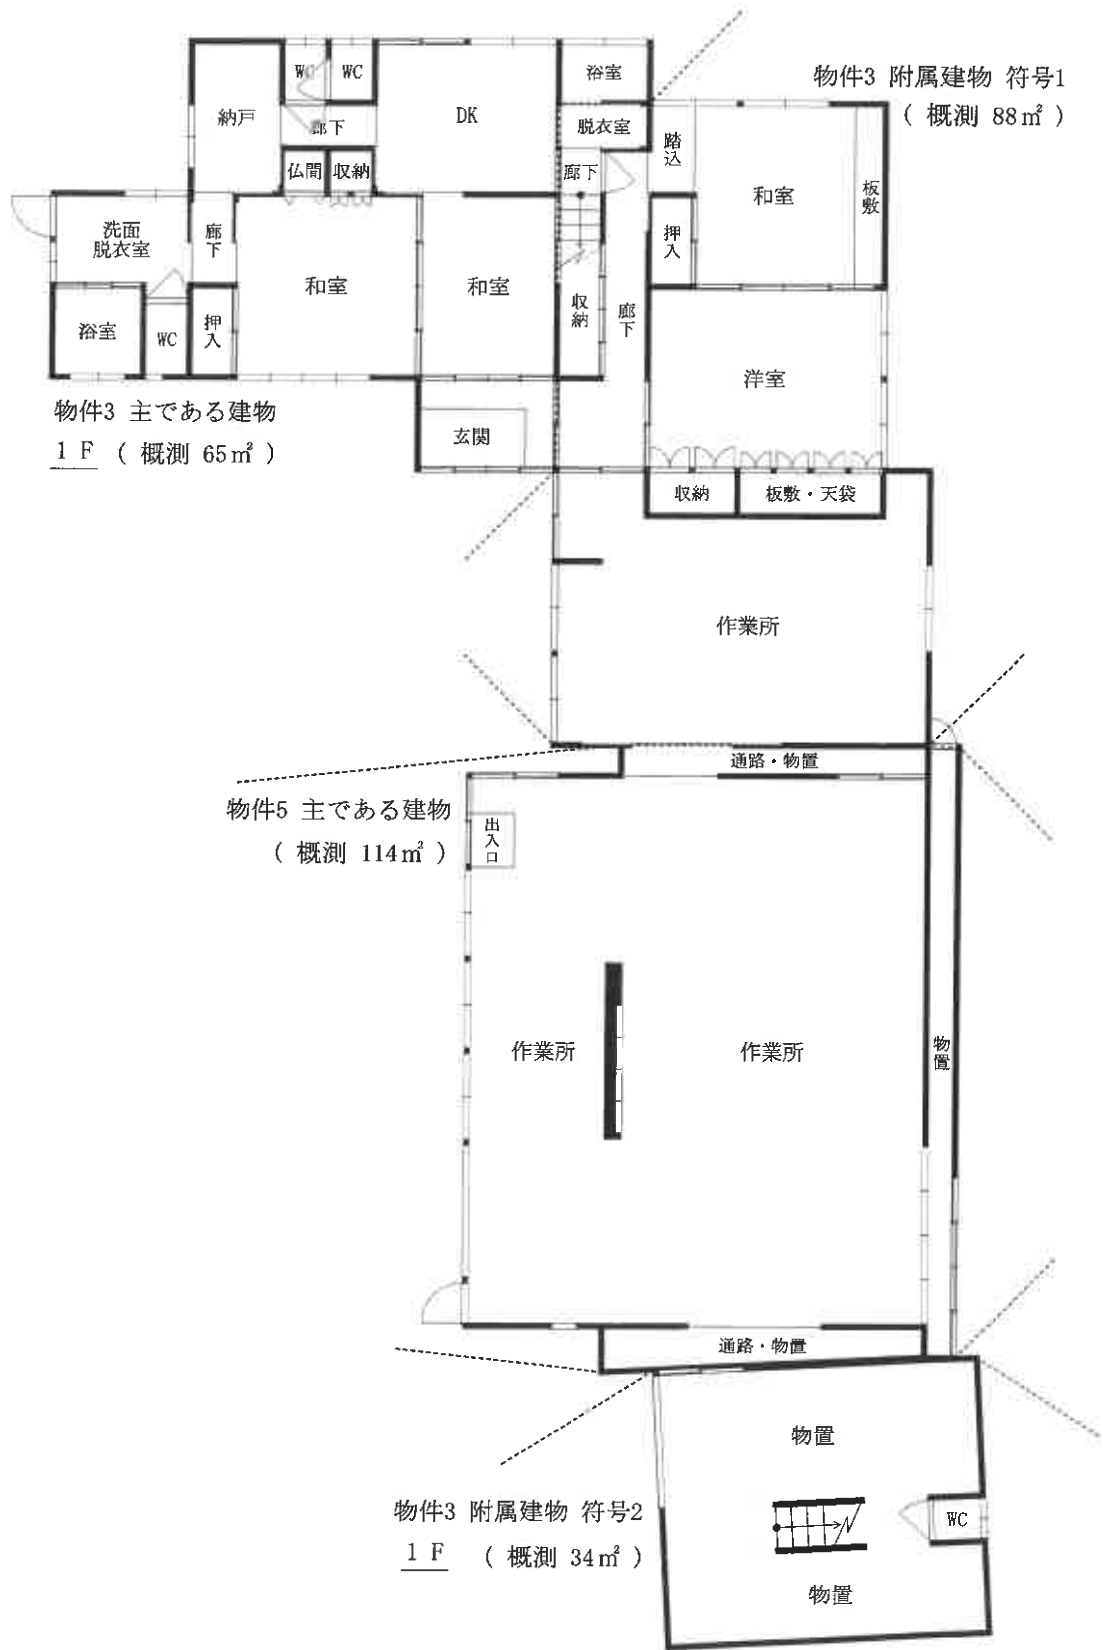 物件3 附属建物 符号1
( 概測 88㎡ )
WC
WC
浴室
納戸
廊下
DK
脱衣室
踏込
仏間
収納
廊下
和室
板敷
洗面
脱衣室
廊下
押入
和室
和室
収納
廊下
浴室
WC
押入
洋室
物件3 主である建物
1 F ( 概測 65㎡ )
玄関
収納
板敷・天袋
作業所
通路・物置
物件5 主である建物
( 概測 114㎡ )
出入口
作業所
作業所
物置
通路・物置
物置
物件3 附属建物 符号2
1 F ( 概測 34㎡ )
WC
物置